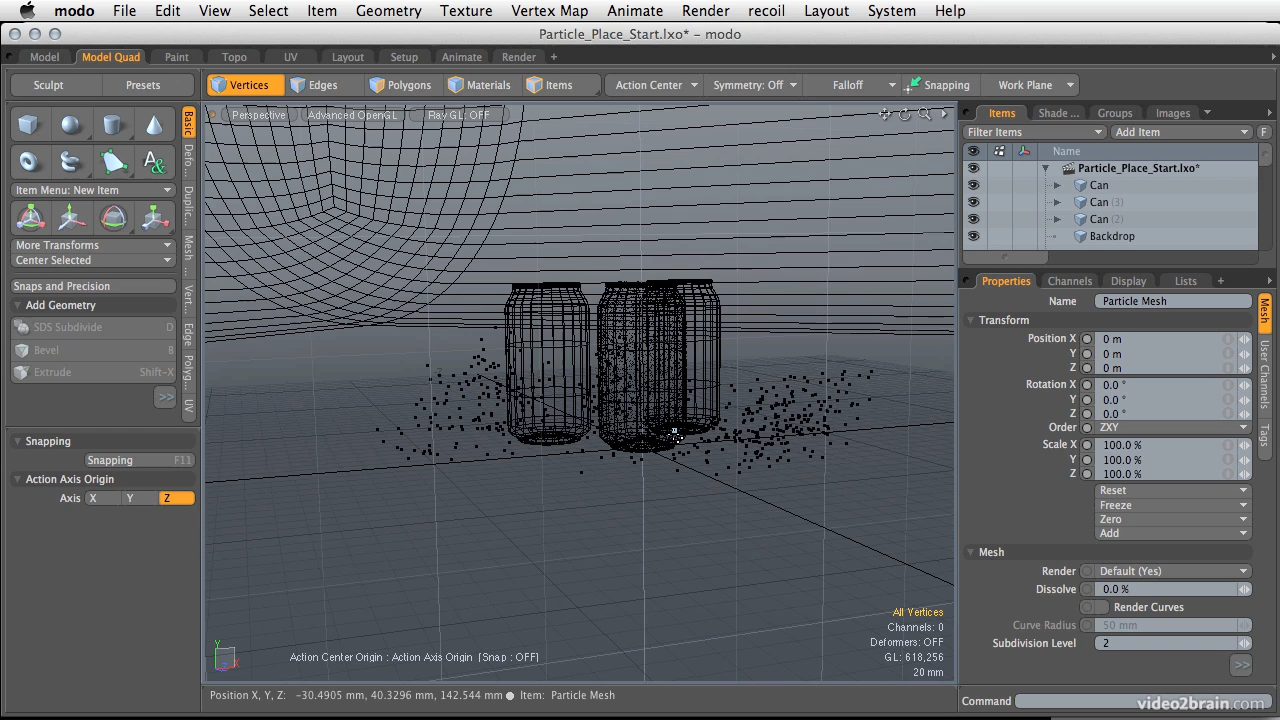 modo File Edit View Select Item Geometry Texture Vertex Map Animate Render recoil Layout System Help
Particle_Place_Start.lxo* – modo
Model Model Quad Paint Topo UV Layout Setup Animate Render +
Sculpt Presets Vertices Edges Polygons Materials Items Action Center Symmetry: Off Falloff Snapping Work Plane
Perspective Advanced OpenGL Ray GL: OFF
Basic
Defo...
Duplic...
Mesh ...
Vert...
Edge
Polyg...
UV
Item Menu: New Item
More Transforms
Center Selected
Snaps and Precision
Add Geometry
SDS Subdivide D
Bevel B
Extrude Shift-X
>>
Snapping
Snapping F11
Action Axis Origin
Axis X Y Z
Items Shade ... Groups Images
Filter Items Add Item F
Name
Particle_Place_Start.lxo*
Can
Can (3)
Can (2)
Backdrop
Properties Channels Display Lists +
Name Particle Mesh
Transform
Position X 0 m
Y 0 m
Z 0 m
Rotation X 0.0 °
Y 0.0 °
Z 0.0 °
Order ZXY
Scale X 100.0 %
Y 100.0 %
Z 100.0 %
Reset
Freeze
Zero
Add
Mesh
Render Default (Yes)
Dissolve 0.0 %
Render Curves
Curve Radius 50 mm
Subdivision Level 2
>>
Mesh
User Channels
Tags
All Vertices
Channels: 0
Deformers: OFF
GL: 618,256
20 mm
Y
X
Z
Action Center Origin : Action Axis Origin [Snap : OFF]
Position X, Y, Z: -30.4905 mm, 40.3296 mm, 142.544 mm Item: Particle Mesh
Command
video2brain.com